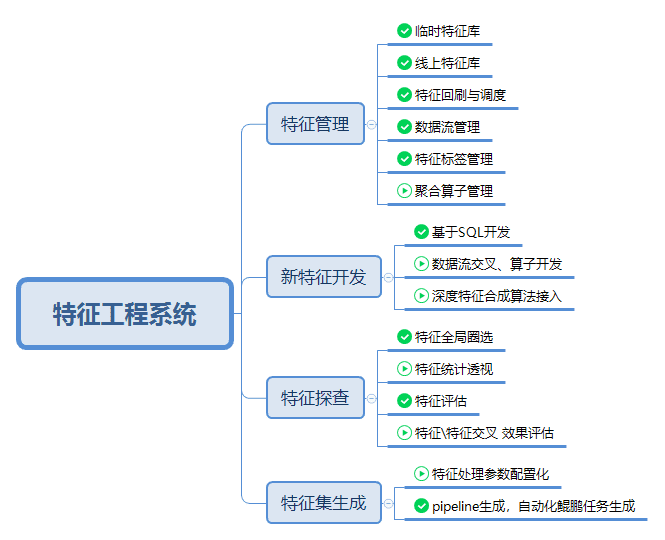 特征工程系统
特征管理
临时特征库
线上特征库
特征回刷与调度
数据流管理
特征标签管理
聚合算子管理
新特征开发
基于SQL开发
数据流交叉、算子开发
深度特征合成算法接入
特征探查
特征全局圈选
特征统计透视
特征评估
特征\特征交叉 效果评估
特征集生成
特征处理参数配置化
pipeline生成，自动化鲲鹏任务生成